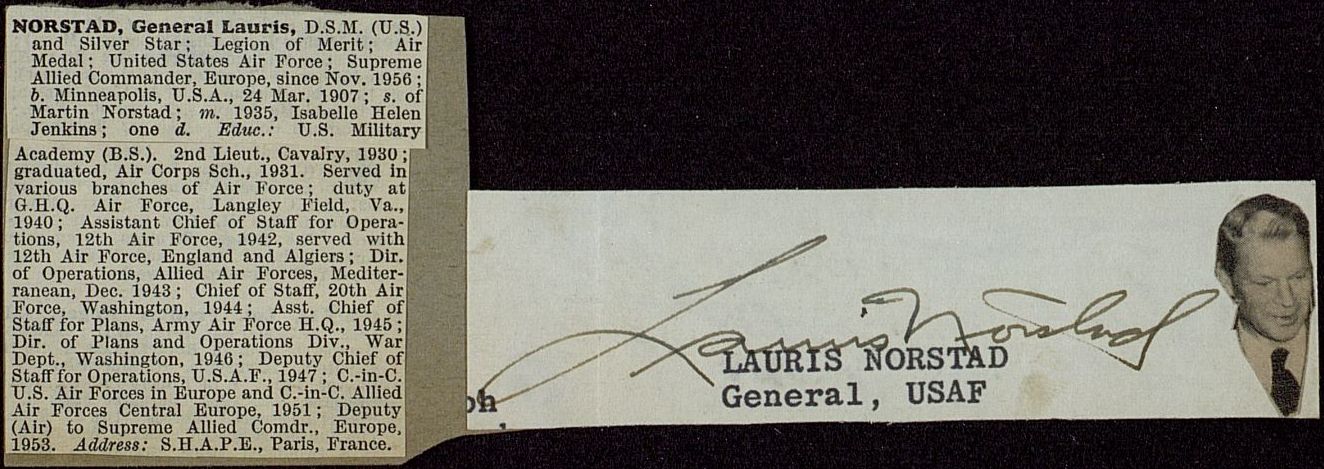 NORSTAD, General Lauris, D.S.M. (U.S.)
and Silver Star; Legion of Merit; Air
Medal; United States Air Force; Supreme
Allied Commander, Europe, since Nov. 1956;
b. Minneapolis, U.S.A., 24 Mar. 1907; s. of
Martin Norstad; m. 1935, Isabelle Helen
Jenkins; one d. Educ.: U.S. Military
Academy (B.S.). 2nd Lieut., Cavalry, 1930;
graduated, Air Corps Sch., 1931. Served in
various branches of Air Force; duty at
G.H.Q. Air Force, Langley Field, Va.,
1940; Assistant Chief of Staff for Opera-
tions, 12th Air Force, 1942, served with
12th Air Force, England and Algiers; Dir.
of Operations, Allied Air Forces, Mediter-
ranean, Dec. 1943; Chief of Staff, 20th Air
Force, Washington, 1944; Asst. Chief of
Staff for Plans, Army Air Force H.Q., 1945;
Dir. of Plans and Operations Div., War
Dept., Washington, 1946; Deputy Chief of
Staff for Operations, U.S.A.F., 1947; C.-in-C.
U.S. Air Forces in Europe and C.-in-C. Allied
Air Forces Central Europe, 1951; Deputy
(Air) to Supreme Allied Comdr., Europe,
1953. Address: S.H.A.P.E., Paris, France.
Lauris Norstad
LAURIS NORSTAD
General, USAF